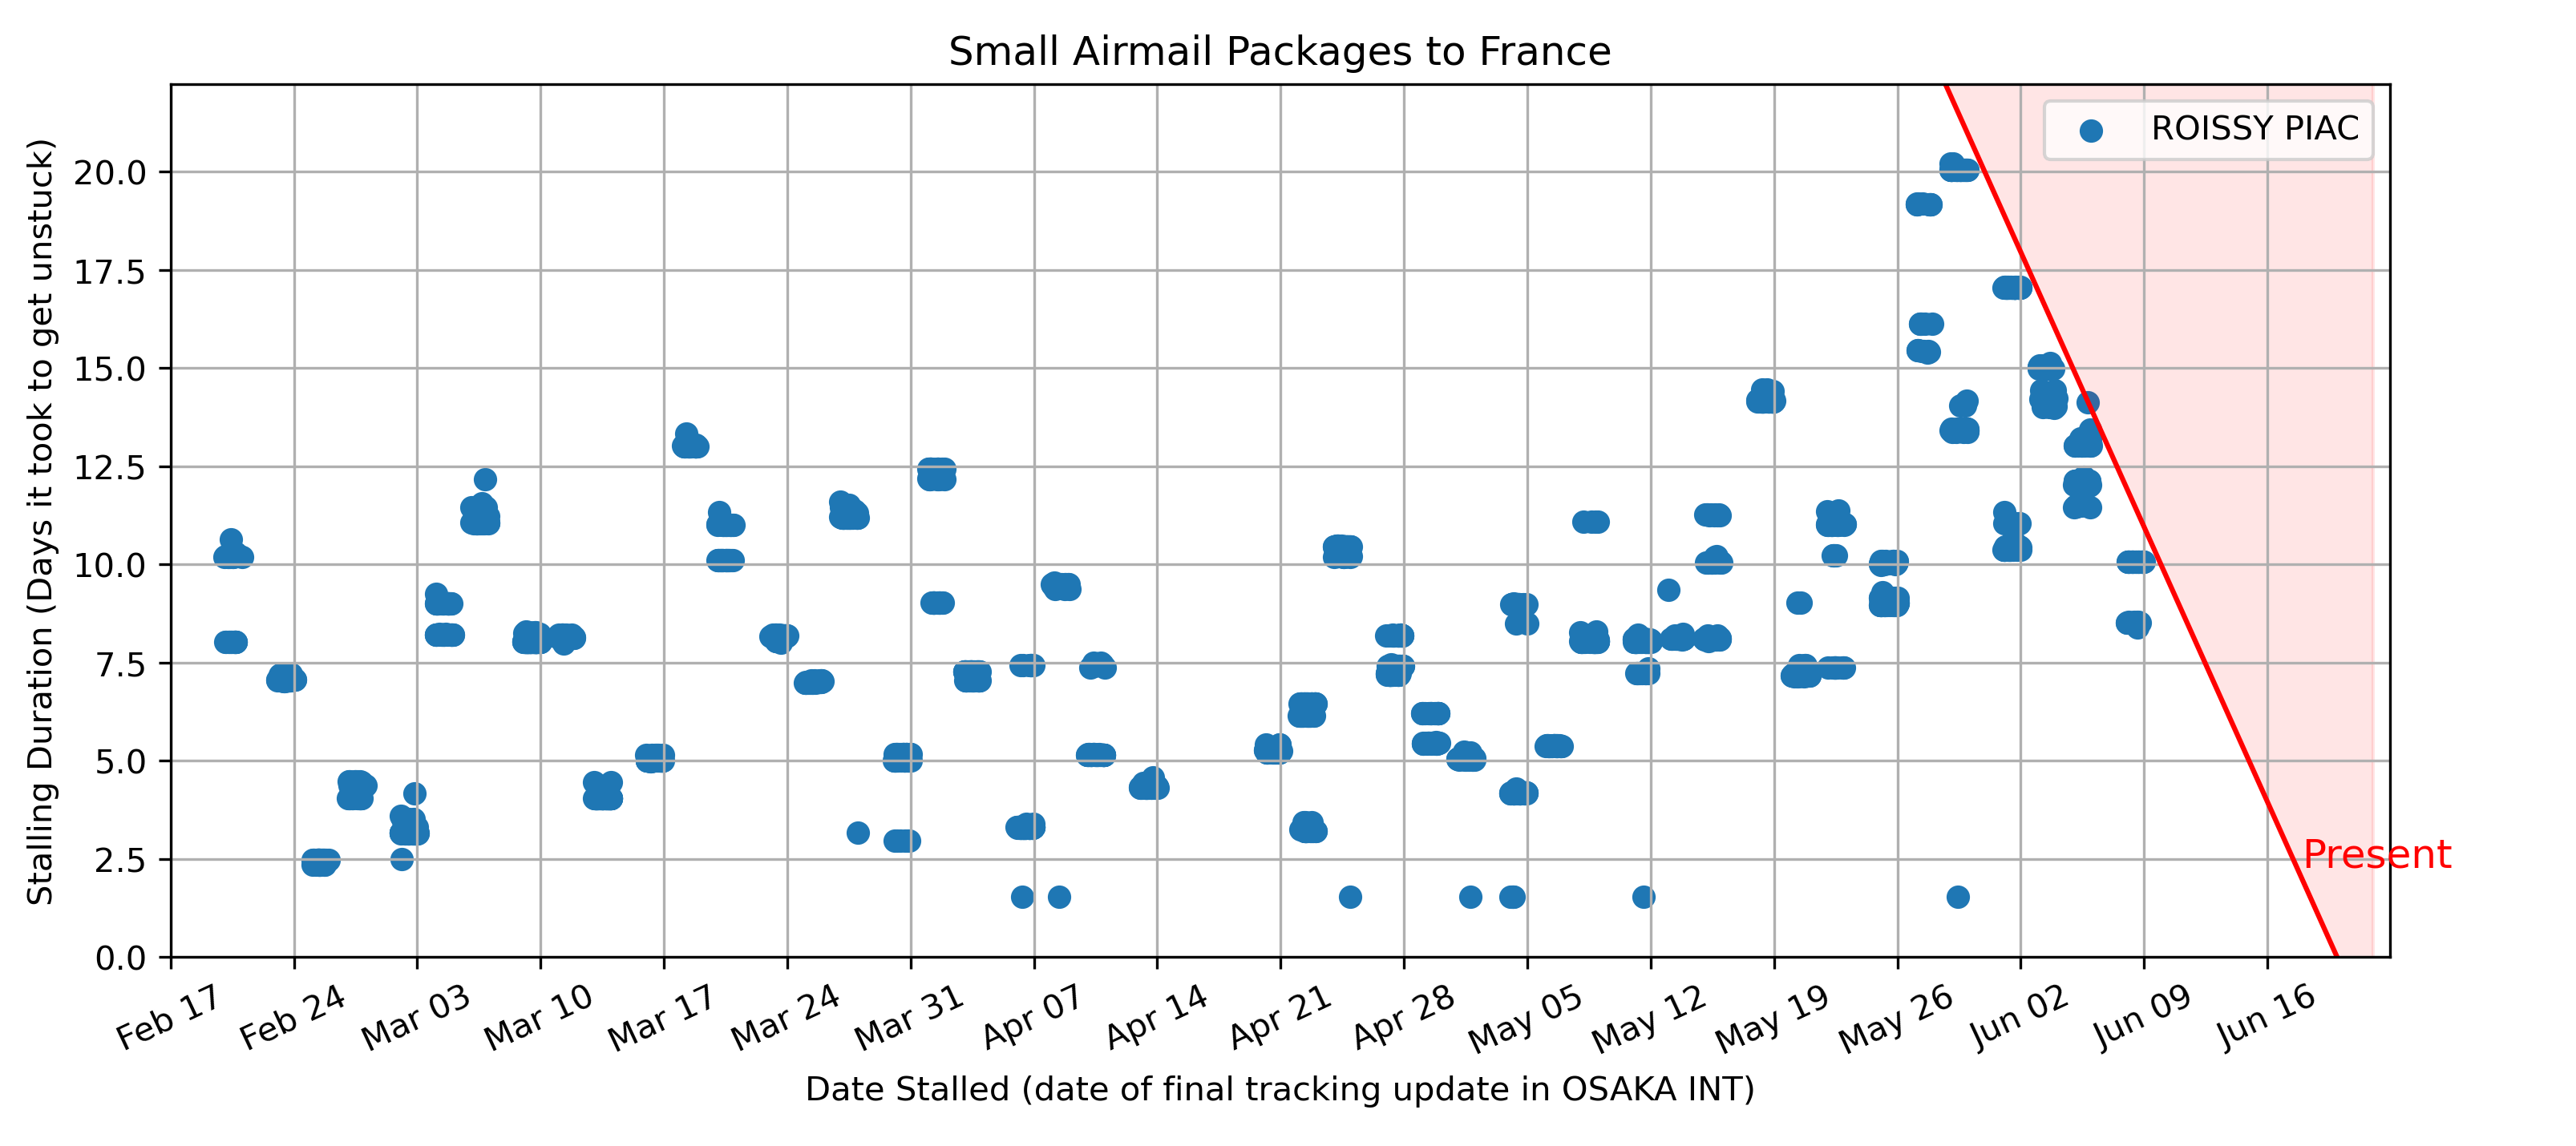 Small Airmail Packages to France
ROISSY PIAC
Stalling Duration (Days it took to get unstuck)
20.0
17.5
15.0
12.5
10.0
7.5
5.0
2.5
0.0
Present
Feb 17
Feb 24
Mar 03
Mar 10
Mar 17
Mar 24
Mar 31
Apr 07
Apr 14
Apr 21
Apr 28
May 05
May 12
May 19
May 26
Jun 02
Jun 09
Jun 16
Date Stalled (date of final tracking update in OSAKA INT)